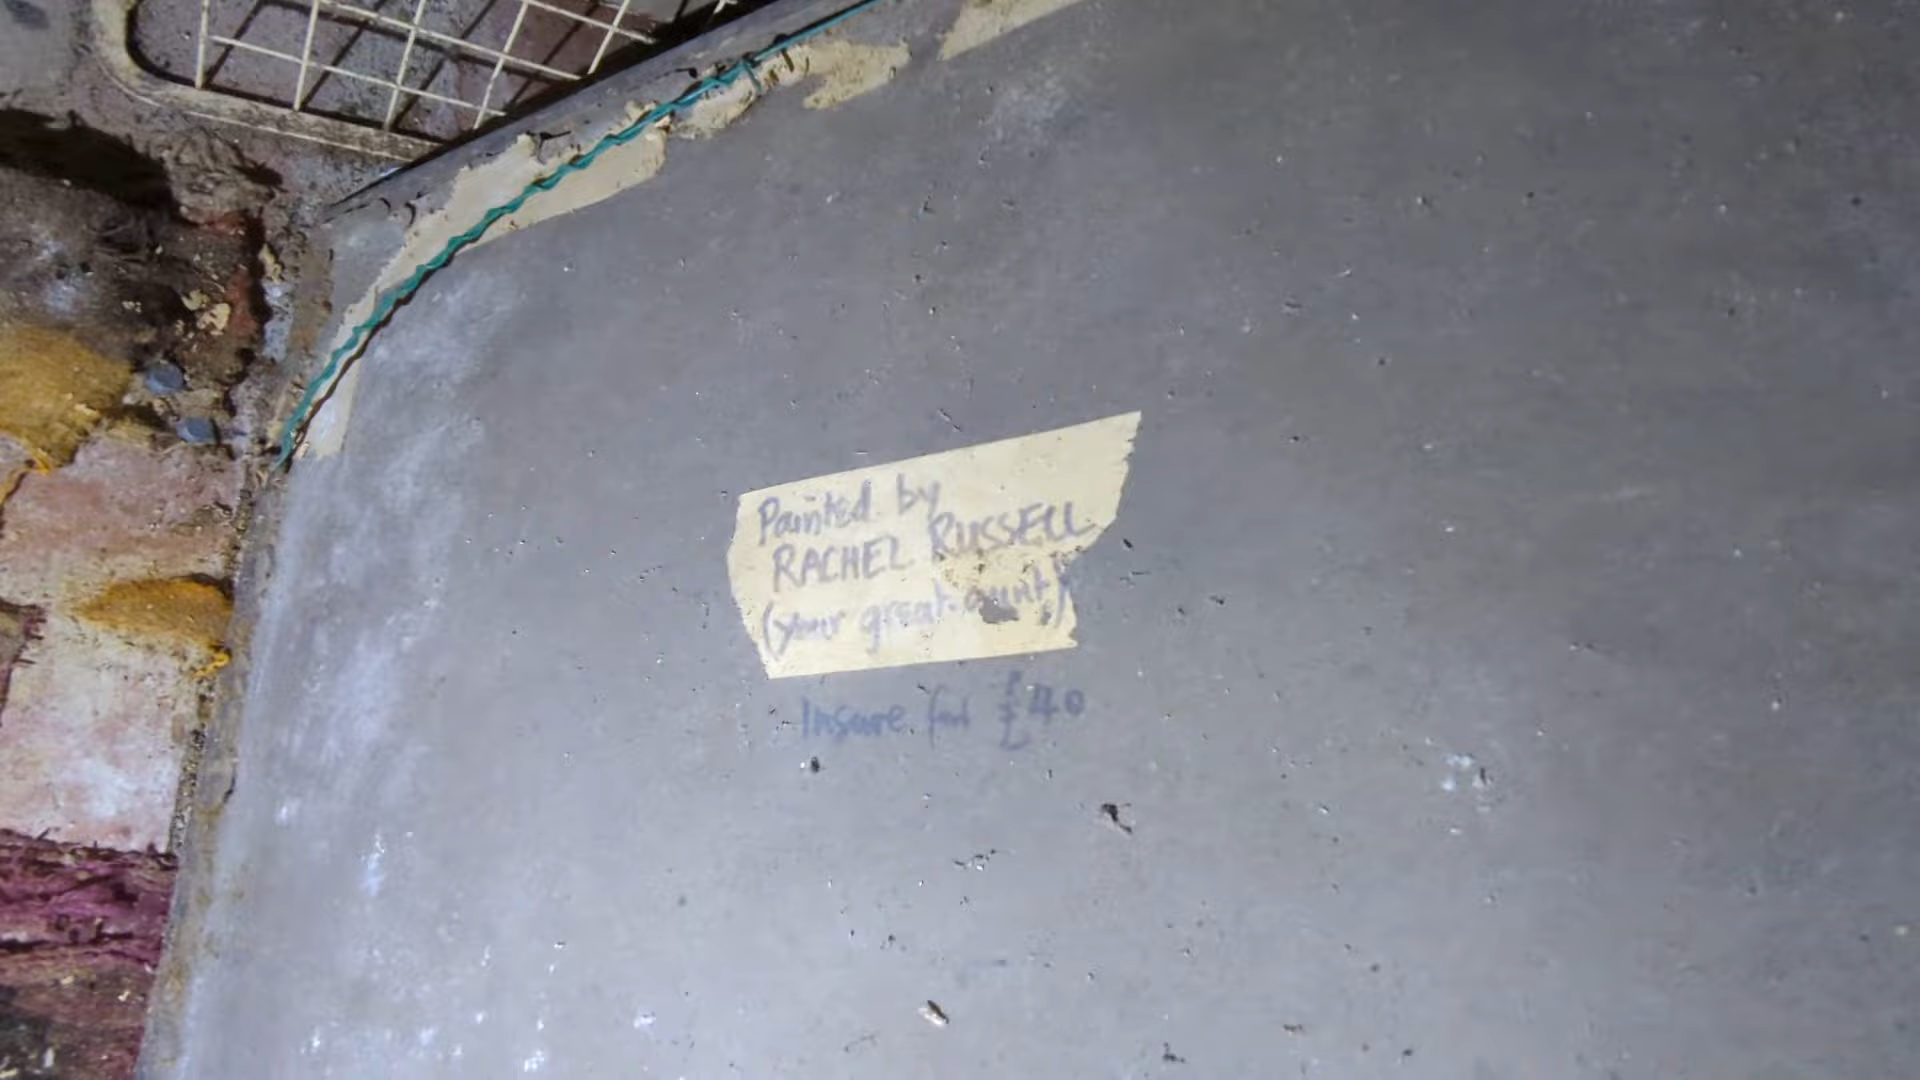 Painted by
RACHEL RUSSELL
(your great-aunt)
Insure for £40